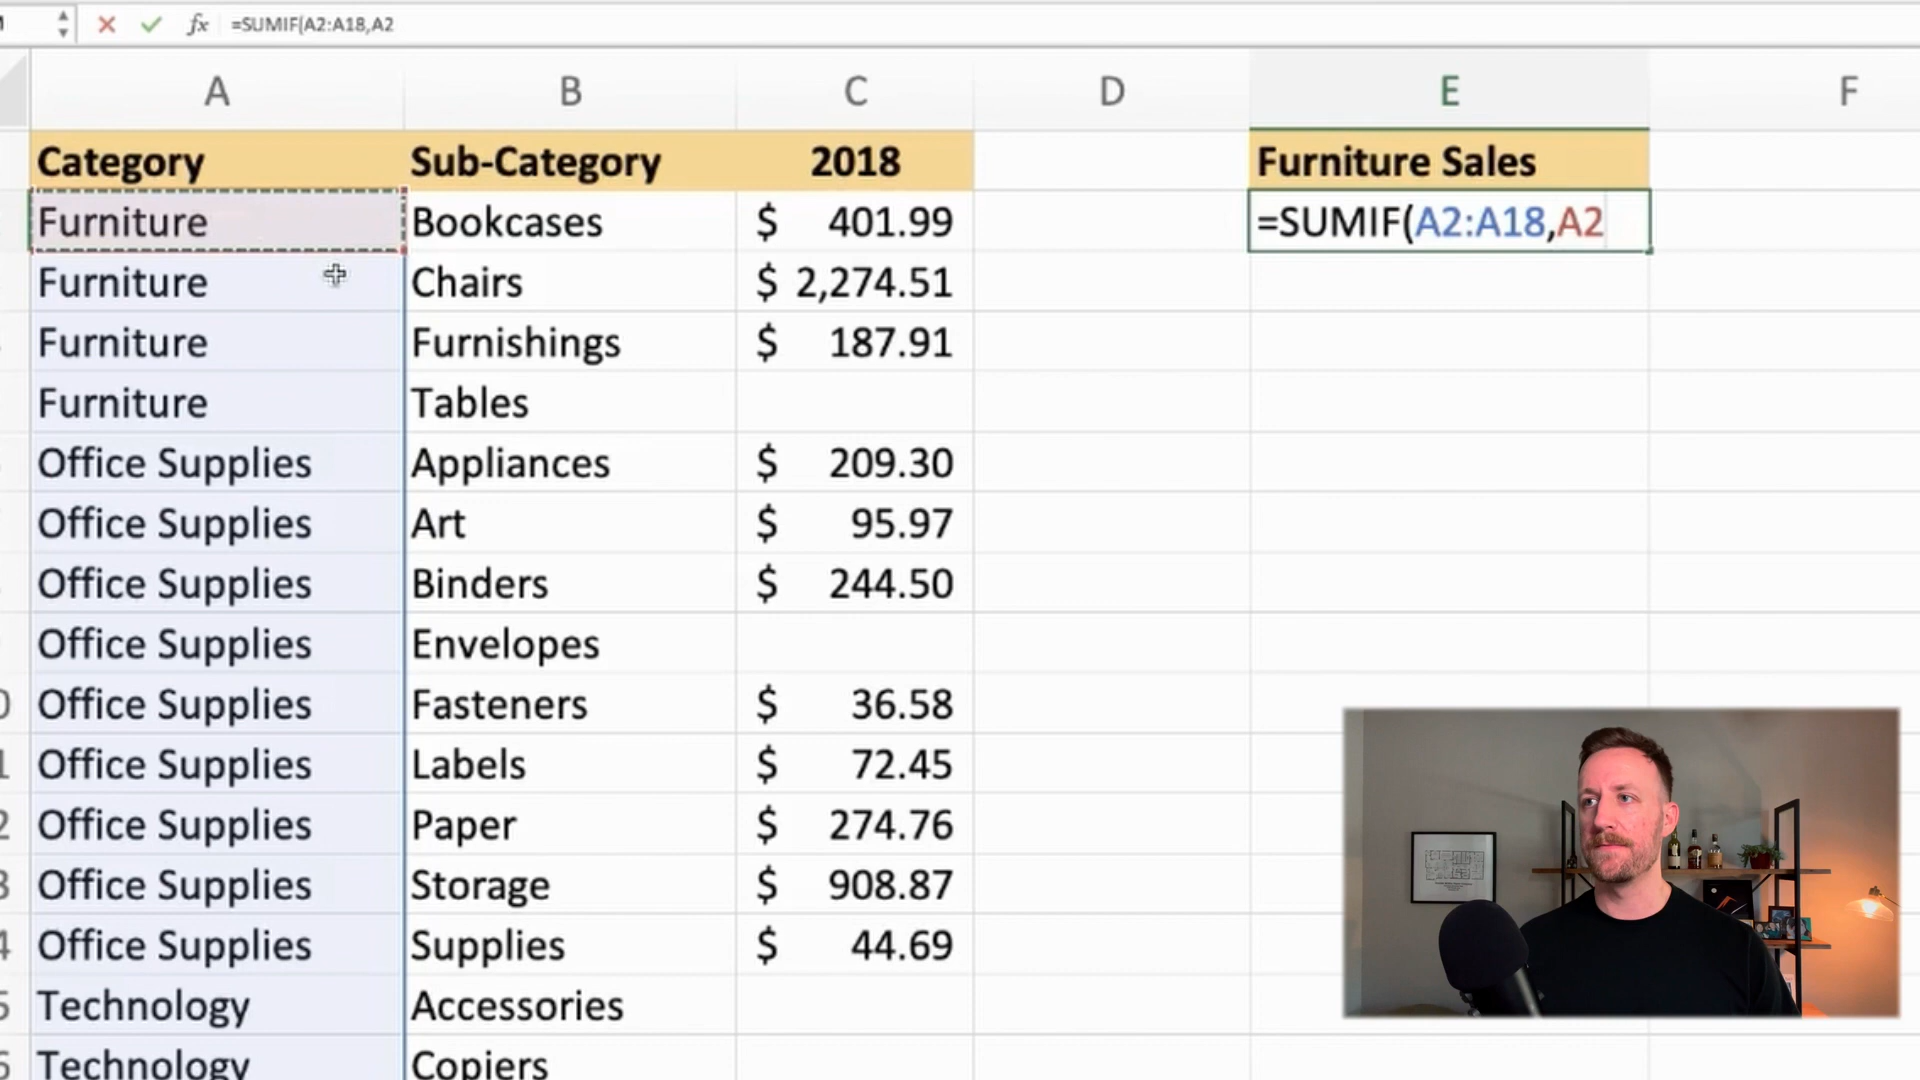 fx =SUMIF(A2:A18,A2
A B C D E F
Category Sub-Category 2018 Furniture Sales
Furniture Bookcases $ 401.99 =SUMIF(A2:A18,A2
Furniture Chairs $ 2,274.51
Furniture Furnishings $ 187.91
Furniture Tables
Office Supplies Appliances $ 209.30
Office Supplies Art $ 95.97
Office Supplies Binders $ 244.50
Office Supplies Envelopes
Office Supplies Fasteners $ 36.58
Office Supplies Labels $ 72.45
Office Supplies Paper $ 274.76
Office Supplies Storage $ 908.87
Office Supplies Supplies $ 44.69
Technology Accessories
Technology Copiers